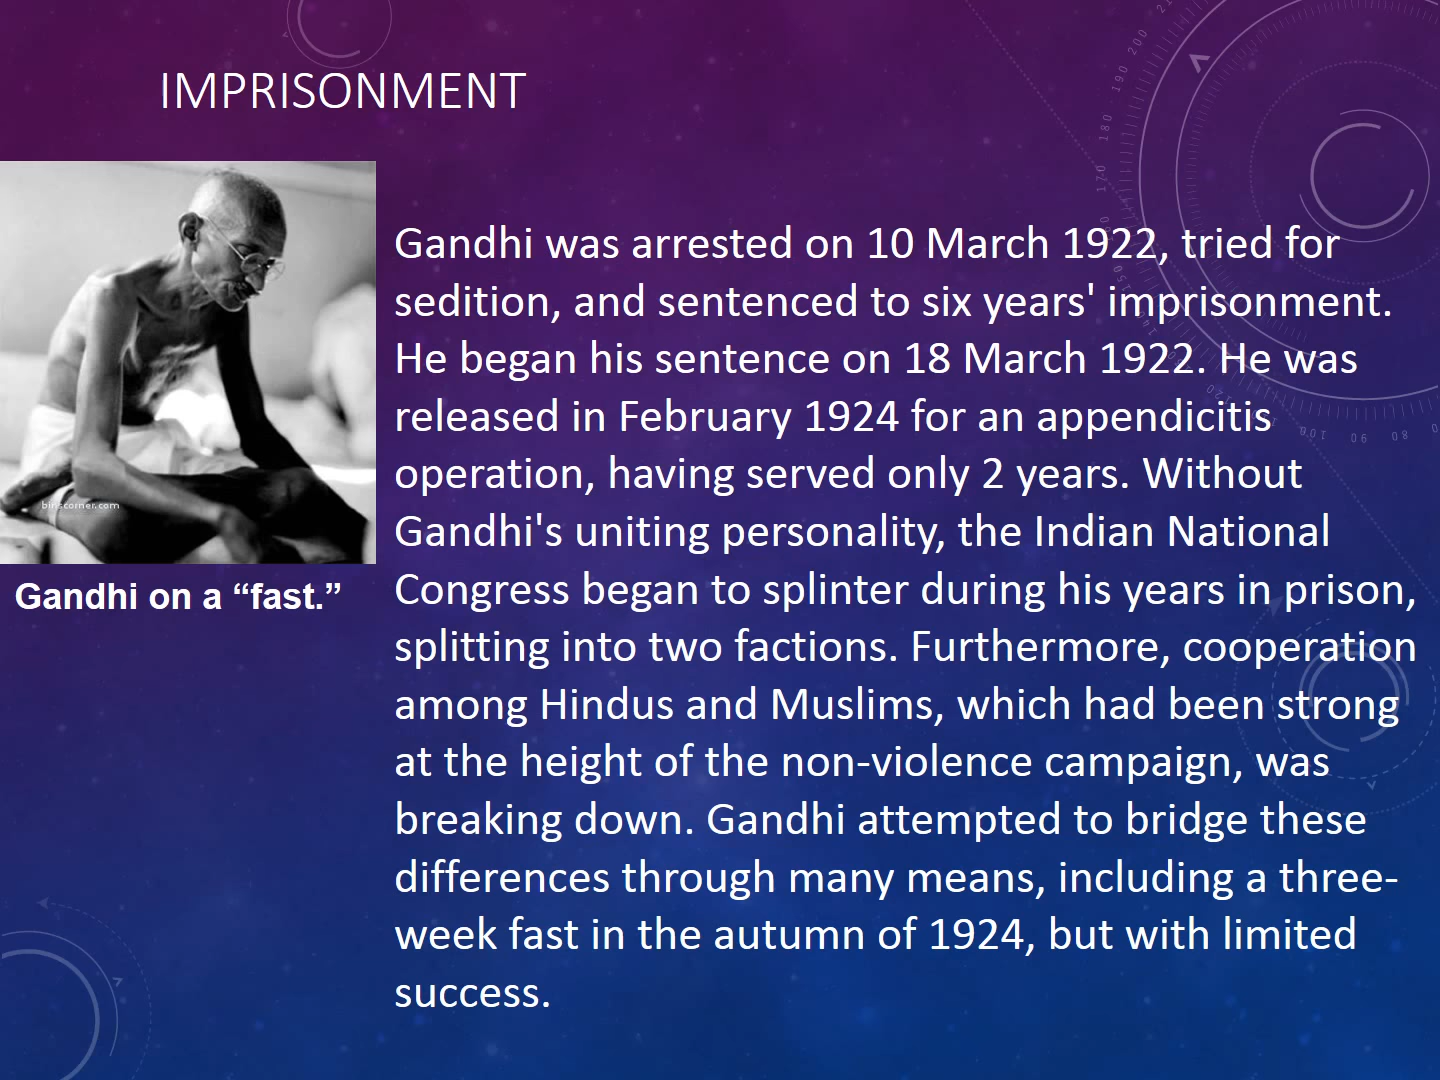 IMPRISONMENT
Gandhi was arrested on 10 March 1922, tried for
sedition, and sentenced to six years' imprisonment.
He began his sentence on 18 March 1922. He was
released in February 1924 for an appendicitis
operation, having served only 2 years. Without
Gandhi's uniting personality, the Indian National
Congress began to splinter during his years in prison,
splitting into two factions. Furthermore, cooperation
among Hindus and Muslims, which had been strong
at the height of the non-violence campaign, was
breaking down. Gandhi attempted to bridge these
differences through many means, including a three-
week fast in the autumn of 1924, but with limited
success.
Gandhi on a “fast.”